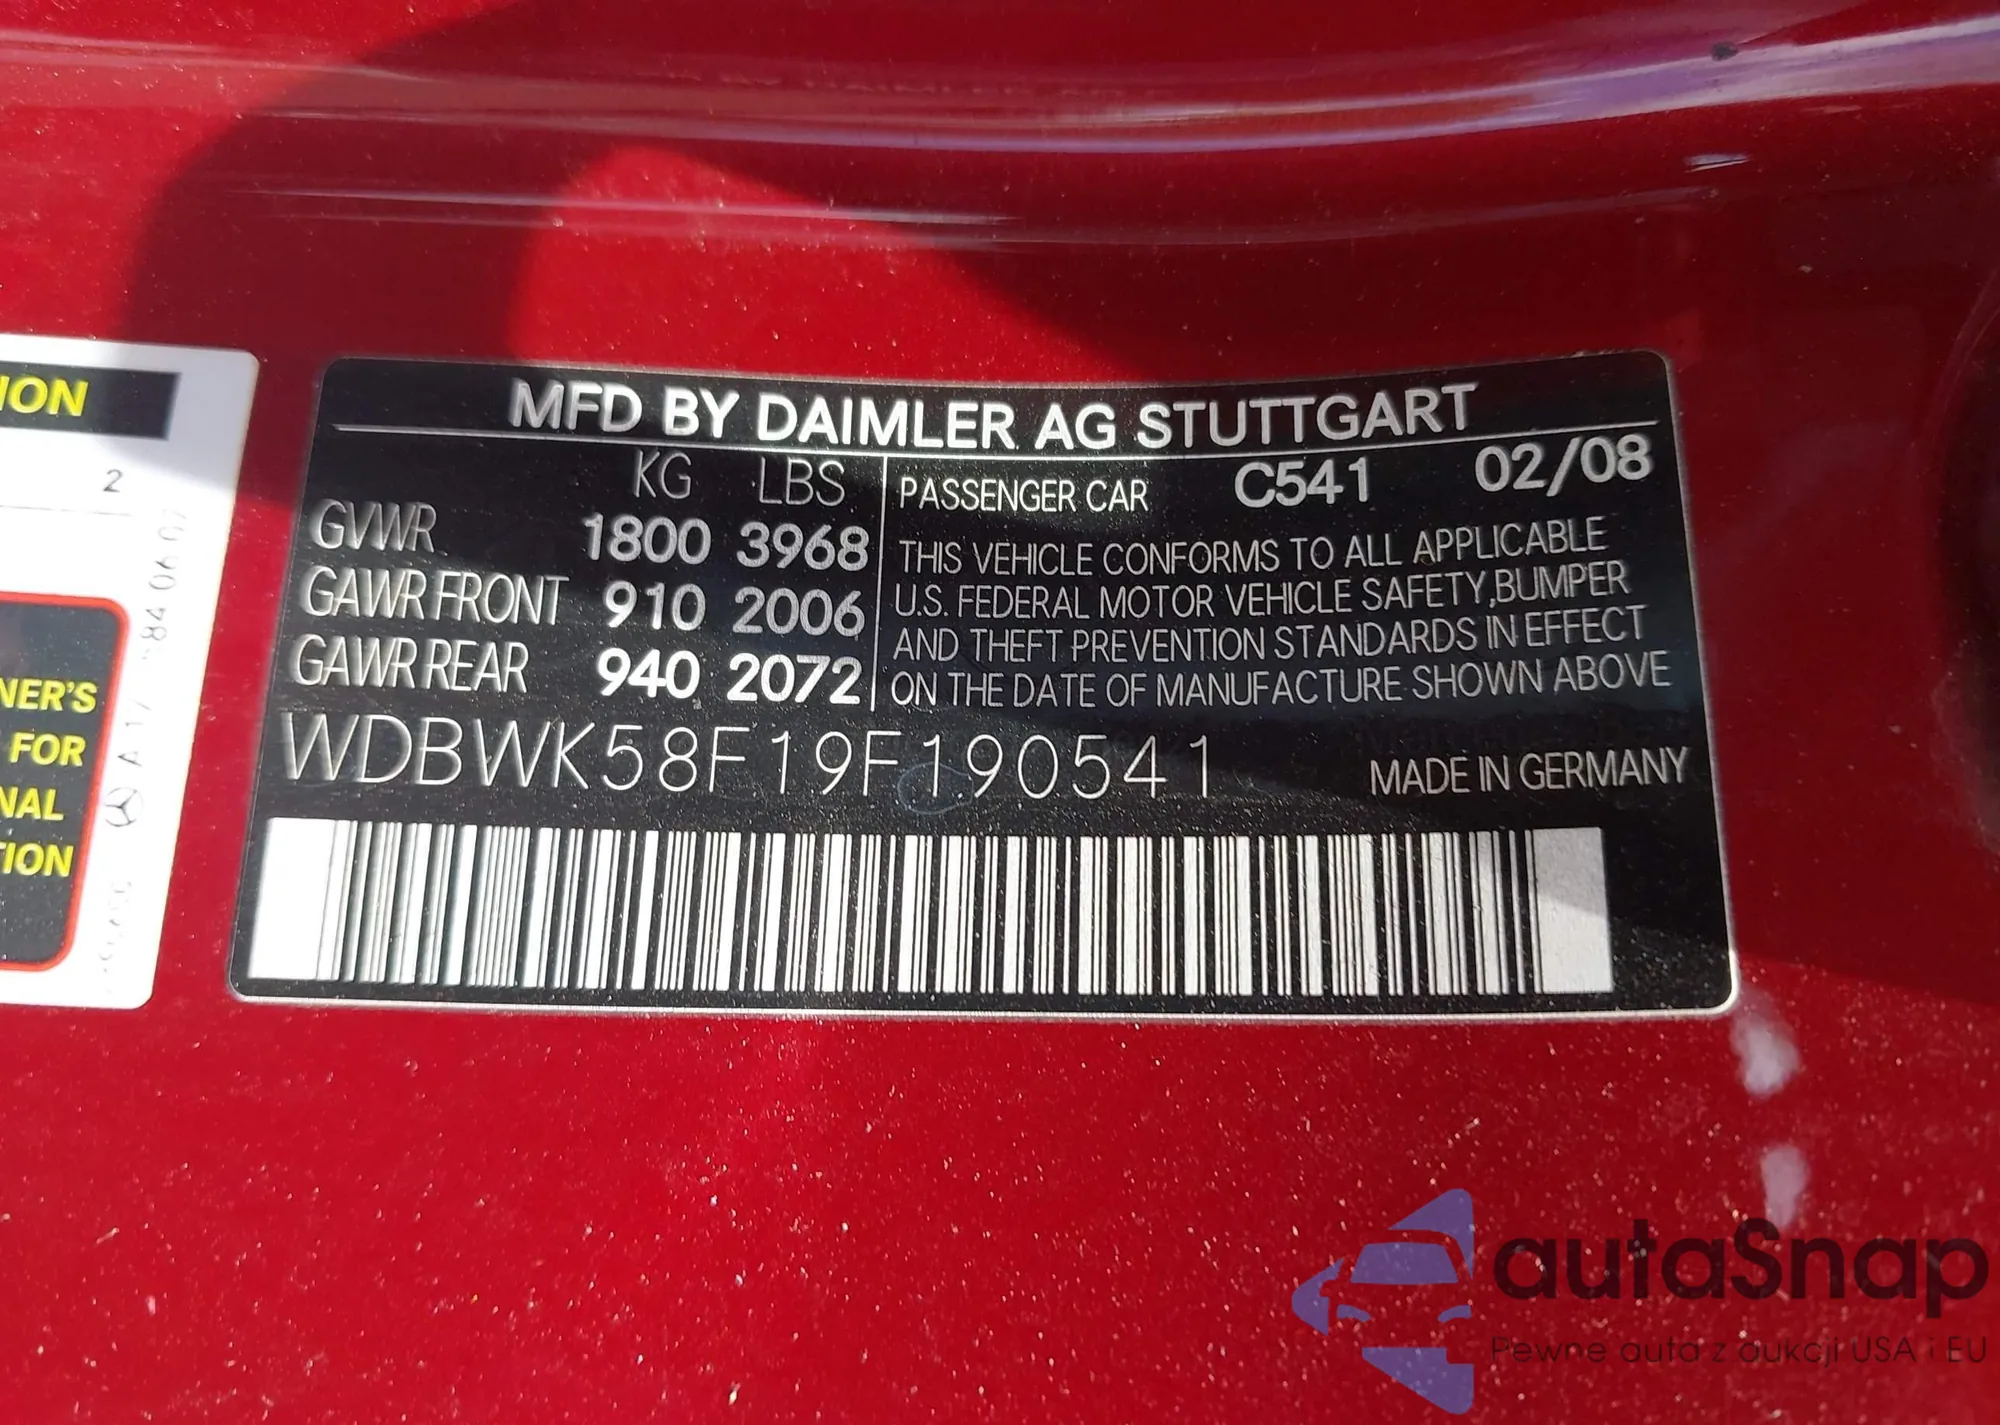 ION
2
NER'S
FOR
NAL
TION
MFD BY DAIMLER AG STUTTGART
KG LBS
GVWR 1800 3968
GAWR FRONT 910 2006
GAWR REAR 940 2072
PASSENGER CAR C541 02/08
THIS VEHICLE CONFORMS TO ALL APPLICABLE
U.S. FEDERAL MOTOR VEHICLE SAFETY,BUMPER
AND THEFT PREVENTION STANDARDS IN EFFECT
ON THE DATE OF MANUFACTURE SHOWN ABOVE
WDBWK58F19F190541
MADE IN GERMANY
autaSnap
Pewne auta z aukcji USA i EU